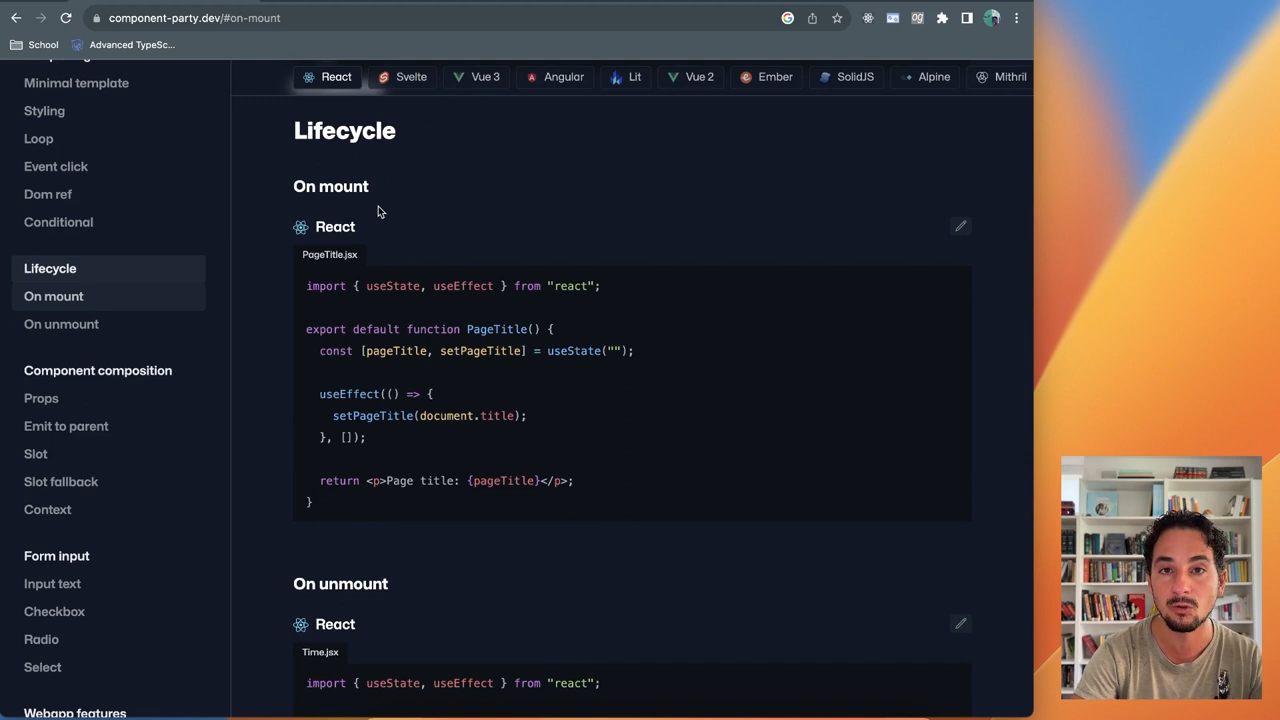 component-party.dev/#on-mount
School
Advanced TypeSc...
Minimal template
Styling
Loop
Event click
Dom ref
Conditional
Lifecycle
On mount
On unmount
Component composition
Props
Emit to parent
Slot
Slot fallback
Context
Form input
Input text
Checkbox
Radio
Select
Webapp features
React
Svelte
Vue 3
Angular
Lit
Vue 2
Ember
SolidJS
Alpine
Mithril
Lifecycle
On mount
React
PageTitle.jsx
import { useState, useEffect } from "react";
export default function PageTitle() {
const [pageTitle, setPageTitle] = useState("");
useEffect(() => {
setPageTitle(document.title);
}, []);
return <p>Page title: {pageTitle}</p>;
}
On unmount
React
Time.jsx
import { useState, useEffect } from "react";